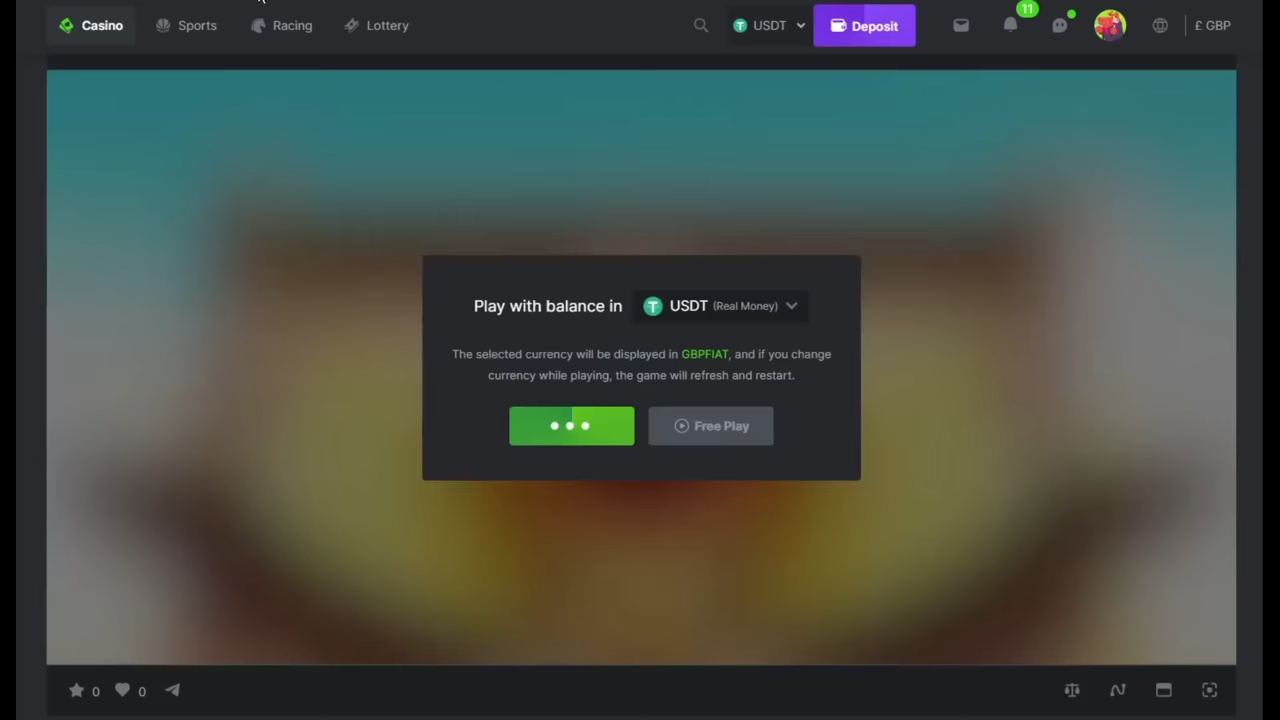 Casino Sports Racing Lottery USDT Deposit 11 £ GBP
Play with balance in USDT (Real Money)
The selected currency will be displayed in GBPFIAT, and if you change
currency while playing, the game will refresh and restart.
Free Play
0 0